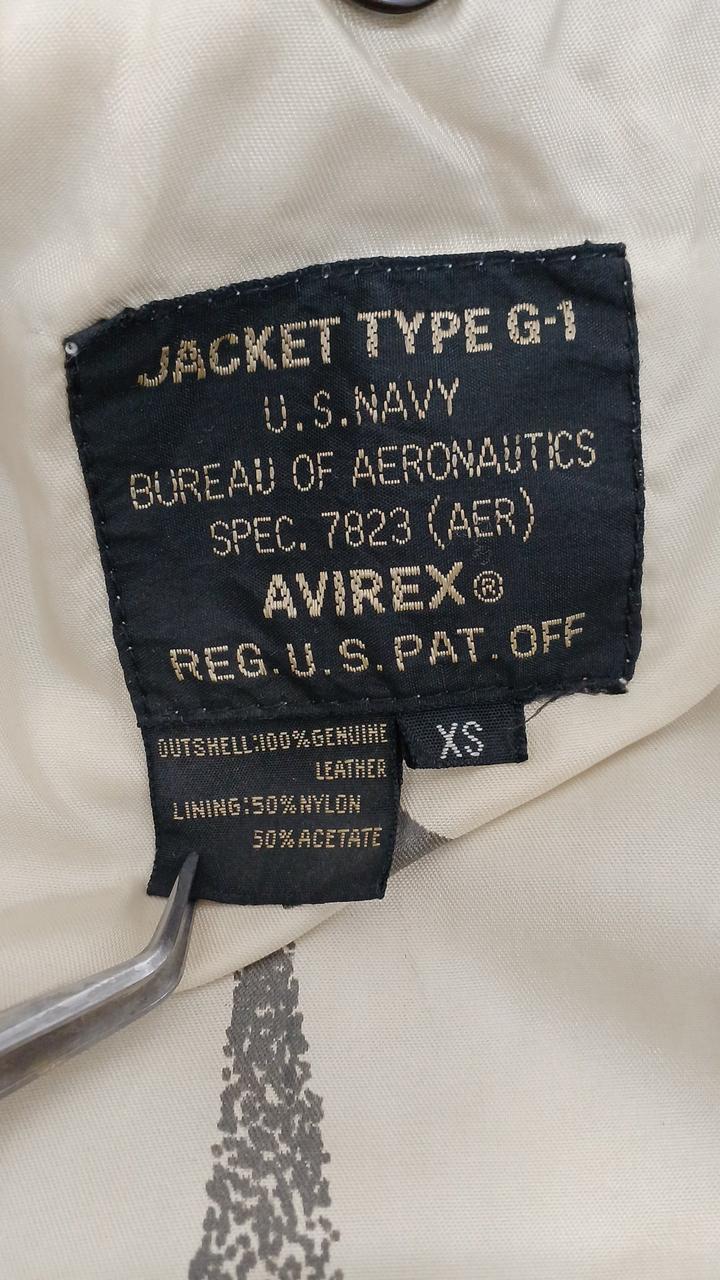 JACKET TYPE G-1
U.S.NAVY
BUREAU OF AERONAUTICS
SPEC. 7823 (AER)
AVIREX®
REG.U.S.PAT.OFF
OUTSHELL:100%GENUINE
LEATHER
LINING:50%NYLON
50%ACETATE
XS